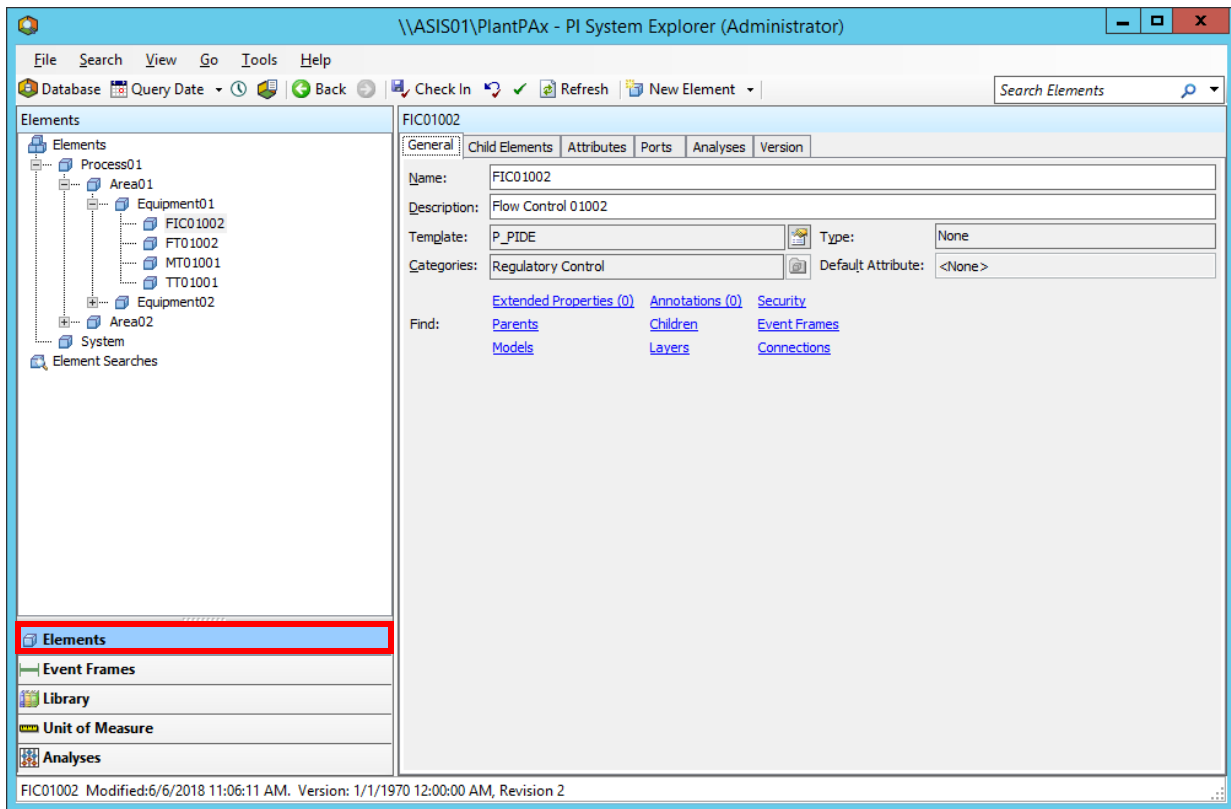 \\ASIS01\PlantPAx - PI System Explorer (Administrator)
File Search View Go Tools Help
Database Query Date Back Check In Refresh New Element Search Elements
Elements
Elements
Process01
Area01
Equipment01
FIC01002
FT01002
MT01001
TT01001
Equipment02
Area02
System
Element Searches
Elements
Event Frames
Library
Unit of Measure
Analyses
FIC01002
General Child Elements Attributes Ports Analyses Version
Name: FIC01002
Description: Flow Control 01002
Template: P_PIDE Type: None
Categories: Regulatory Control Default Attribute: <None>
Extended Properties (0) Annotations (0) Security
Find: Parents Children Event Frames
Models Layers Connections
FIC01002 Modified:6/6/2018 11:06:11 AM. Version: 1/1/1970 12:00:00 AM, Revision 2